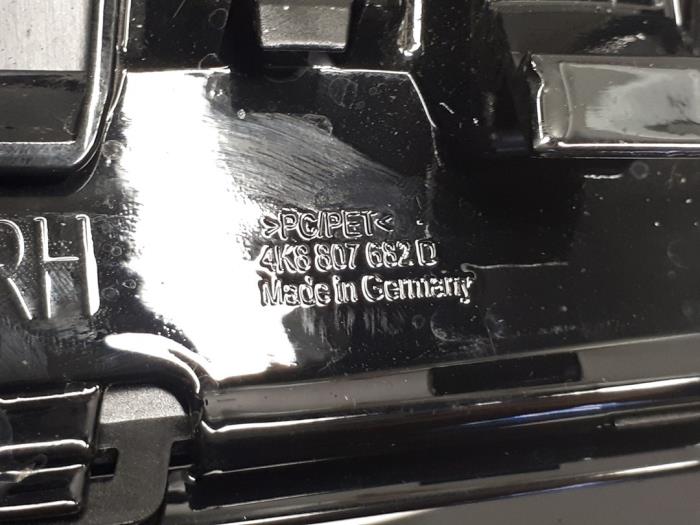 >PC/PET<
4K8 807 682 D
Made in Germany
RH